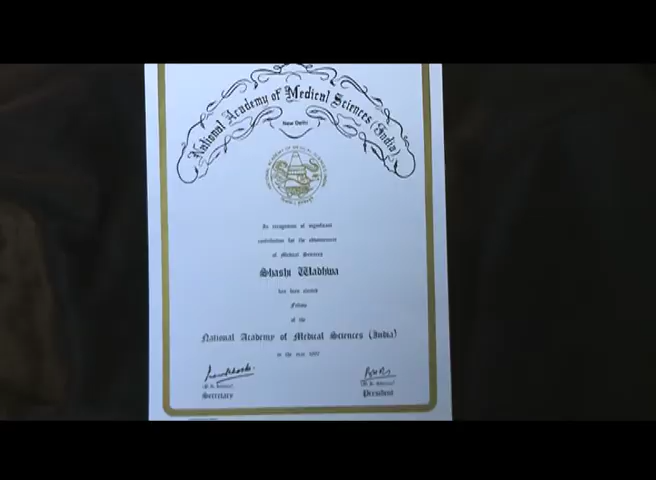 National Academy of Medical Sciences (India)
New Delhi
In recognition of significant
contribution for the advancement
of Medical Sciences
Shashi Wadhwa
has been elected
Fellow
of the
National Academy of Medical Sciences (India)
in the year
Secretary
President